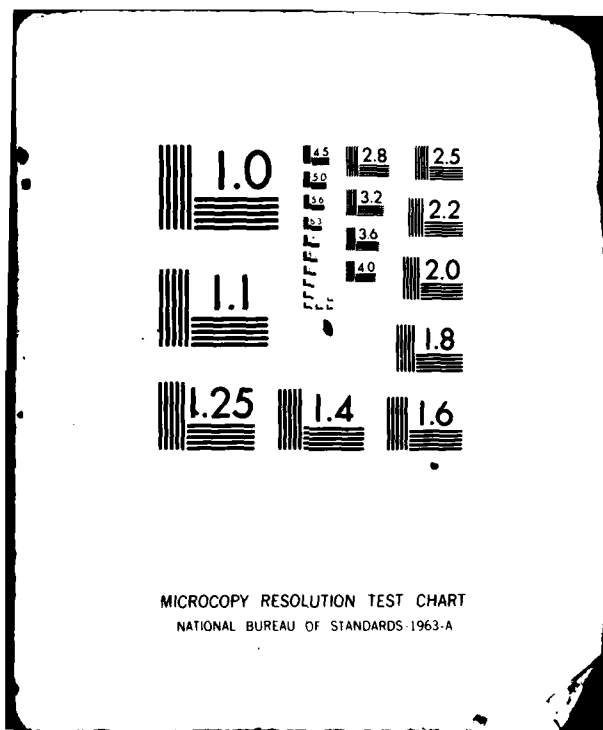 1.0
4.5 2.8 2.5
5.0
5.6 3.2 2.2
6.3
3.6
4.0 2.0
1.1
1.8
1.25 1.4 1.6
MICROCOPY RESOLUTION TEST CHART
NATIONAL BUREAU OF STANDARDS-1963-A